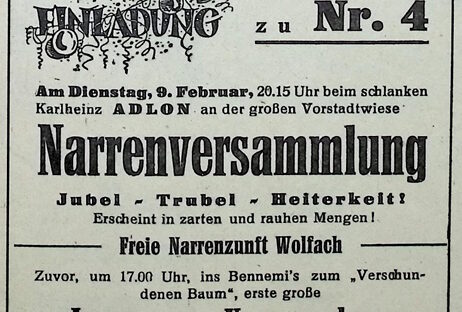 EINLADUNG zu Nr. 4
Am Dienstag, 9. Februar, 20.15 Uhr beim schlanken
Karlheinz ADLON an der großen Vorstadtwiese
Narrenversammlung
Jubel - Trubel - Heiterkeit!
Erscheint in zarten und rauhen Mengen!
Freie Narrenzunft Wolfach
Zuvor, um 17.00 Uhr, ins Bennemi's zum „Verschun-
denen Baum“, erste große